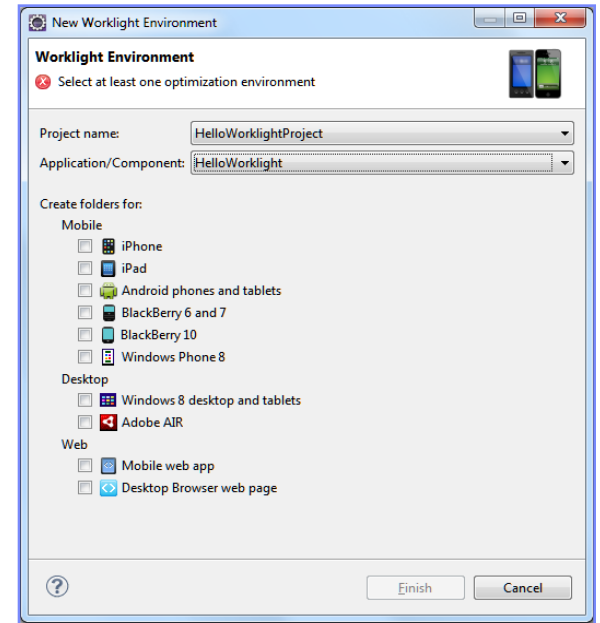 New Worklight Environment
Worklight Environment
Select at least one optimization environment
Project name: HelloWorklightProject
Application/Component: HelloWorklight
Create folders for:
Mobile
iPhone
iPad
Android phones and tablets
BlackBerry 6 and 7
BlackBerry 10
Windows Phone 8
Desktop
Windows 8 desktop and tablets
Adobe AIR
Web
Mobile web app
Desktop Browser web page
? Finish Cancel